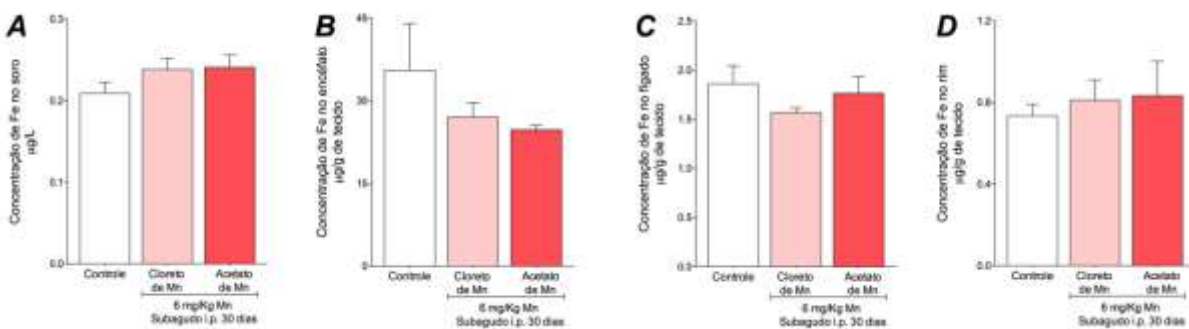 A
Concentração de Fe no soro
µg/L
0.3
0.2
0.1
0.0
Controle
Cloreto
de Mn
Acetato
de Mn
6 mg/Kg Mn
Subagudo i.p. 30 dias
B
Concentração de Fe no encéfalo
µg/g de tecido
45
30
15
0
Controle
Cloreto
de Mn
Acetato
de Mn
6 mg/Kg Mn
Subagudo i.p. 30 dias
C
Concentração de Fe no fígado
µg/g de tecido
2.5
2.0
1.5
1.0
0.5
0.0
Controle
Cloreto
de Mn
Acetato
de Mn
6 mg/Kg Mn
Subagudo i.p. 30 dias
D
Concentração de Fe no rim
µg/g de tecido
1.2
0.8
0.4
0.0
Controle
Cloreto
de Mn
Acetato
de Mn
6 mg/Kg Mn
Subagudo i.p. 30 dias